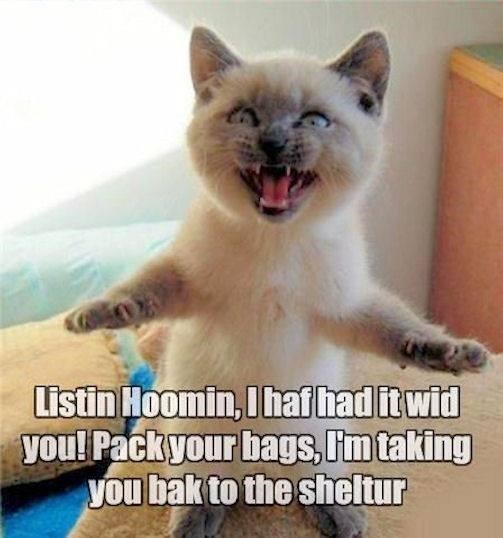 Listin Hoomin, I haf had it wid
you! Pack your bags, I'm taking
you bak to the sheltur